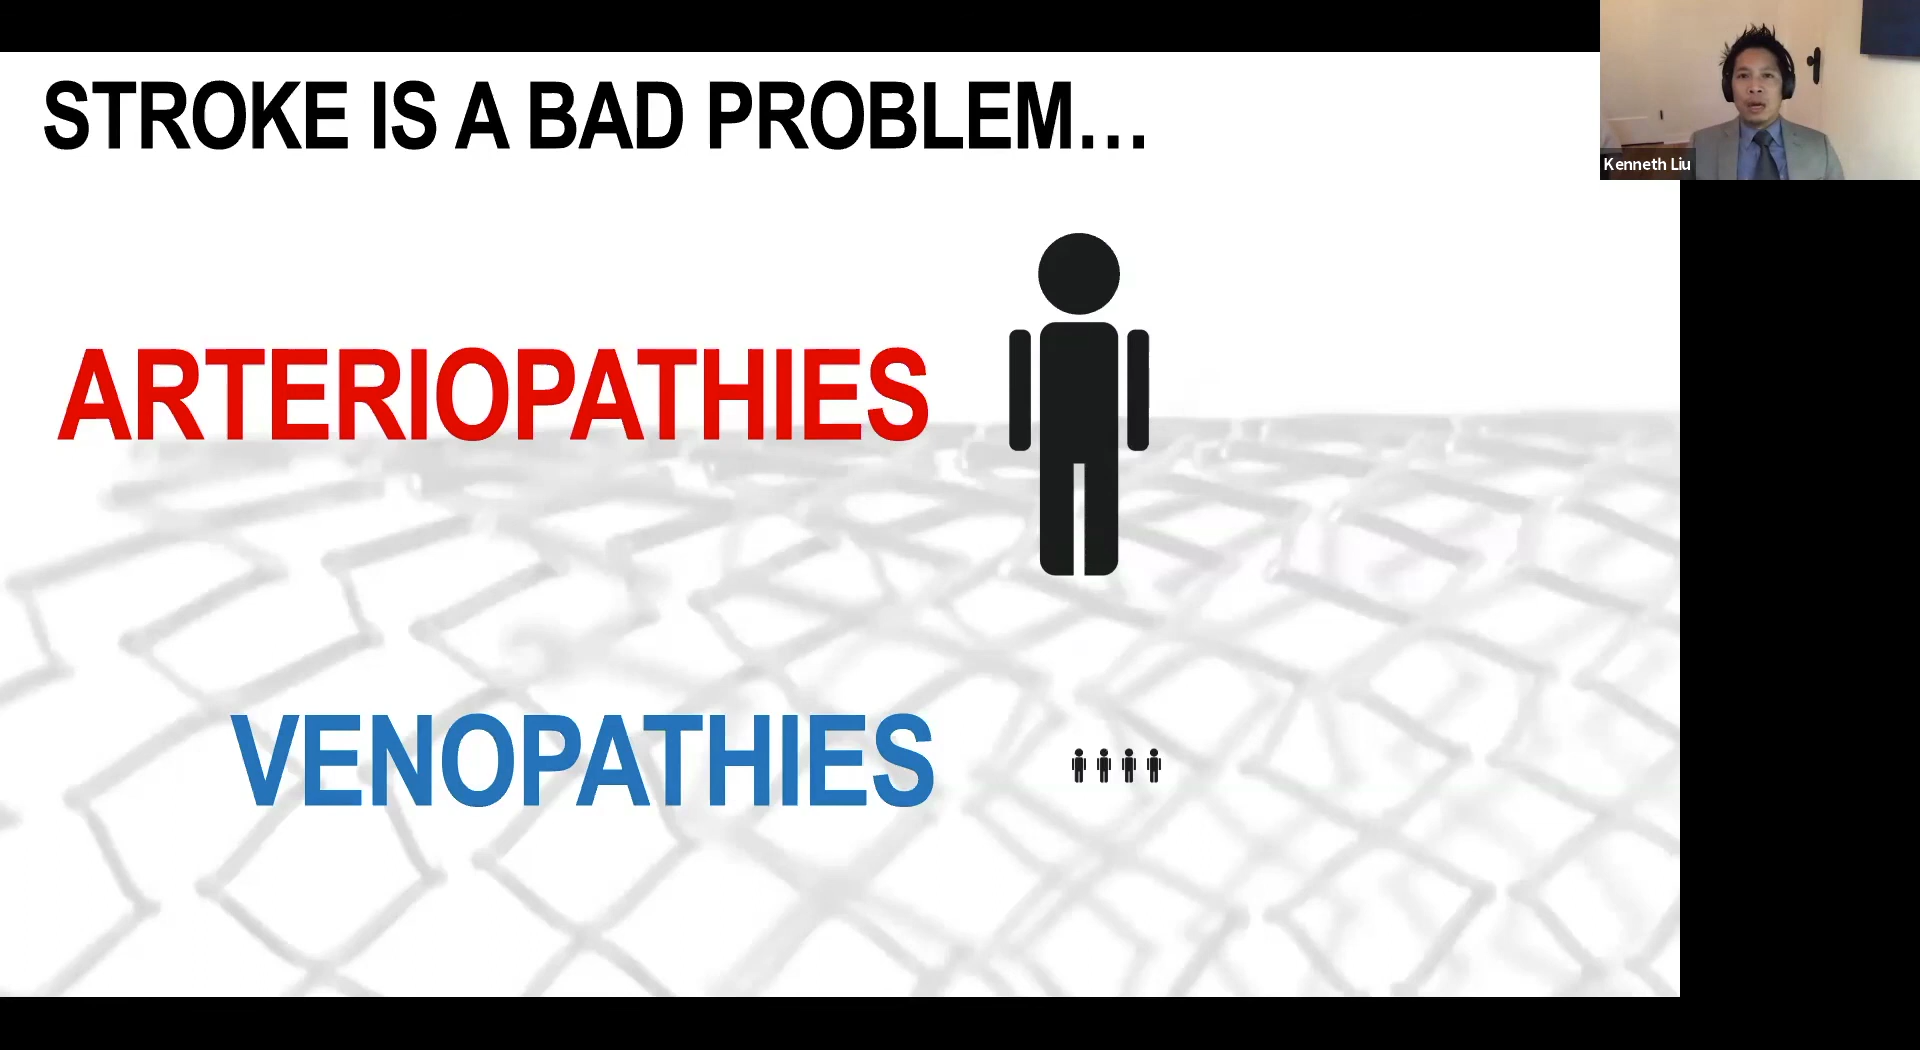 STROKE IS A BAD PROBLEM...
Kenneth Liu
ARTERIOPATHIES
VENOPATHIES